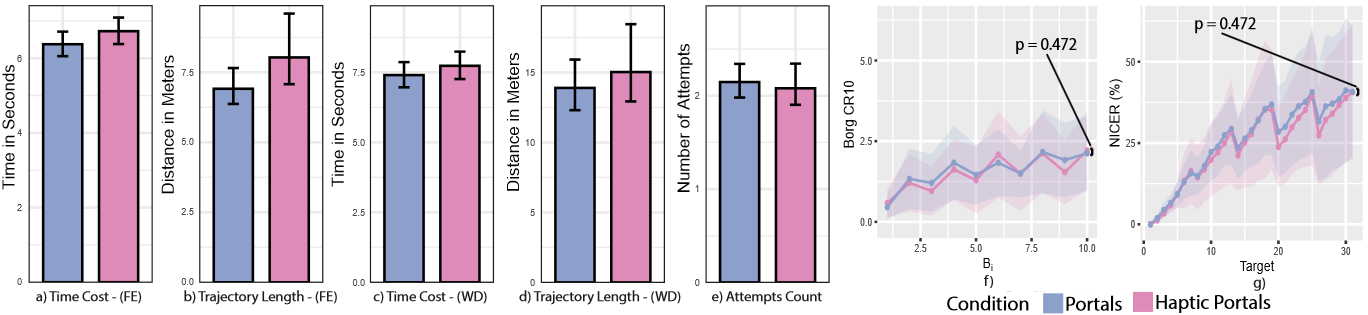 Time in Seconds
6
4
2
0
a) Time Cost - (FE)
Distance in Meters
7.5
5.0
2.5
0.0
b) Trajectory Length - (FE)
Time in Seconds
7.5
5.0
2.5
0.0
c) Time Cost - (WD)
Distance in Meters
15
10
5
0
d) Trajectory Length - (WD)
Number of Attempts
2
1
0
e) Attempts Count
Borg CR10
5.0
2.5
0.0
p = 0.472
2.5 5.0 7.5 10.0
Bi
f)
NICER (%)
50
25
0
p = 0.472
0 10 20 30
Target
g)
Condition Portals Haptic Portals